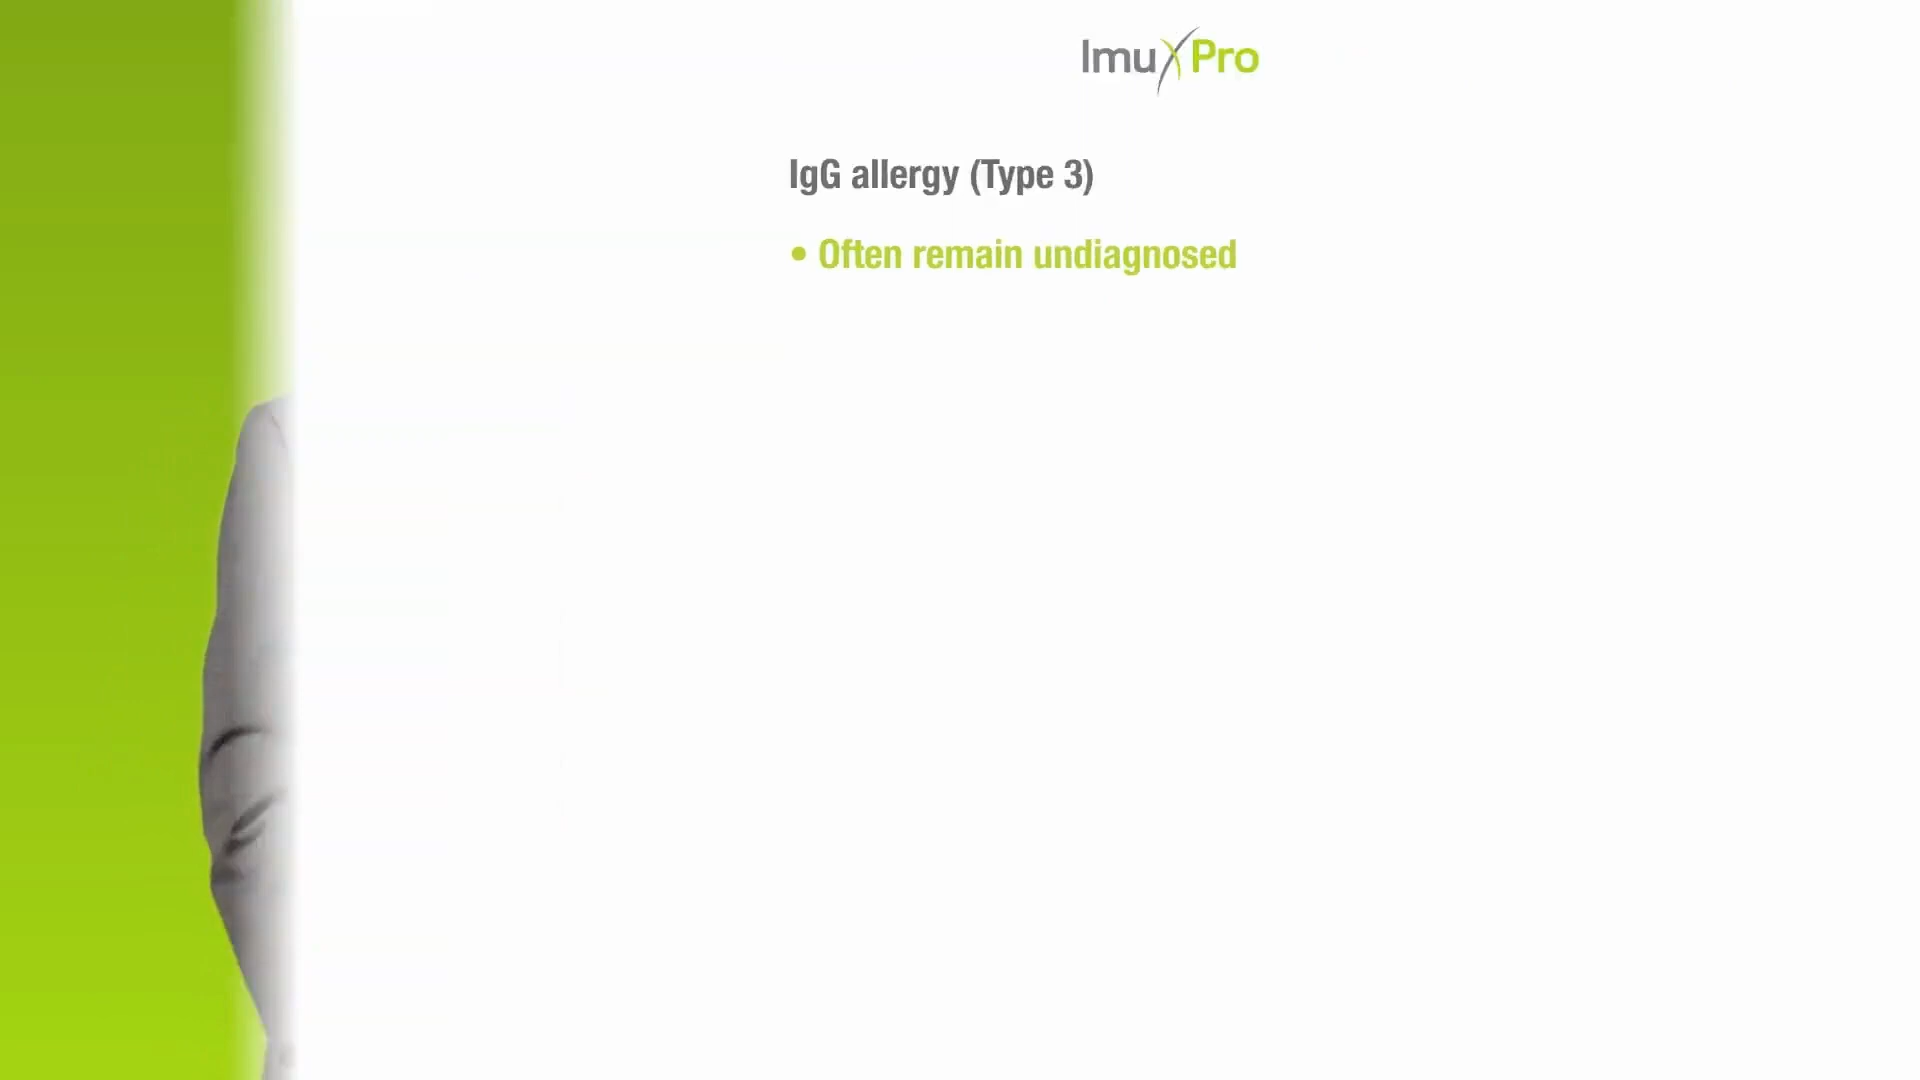 ImuPro
IgG allergy (Type 3)
• Often remain undiagnosed